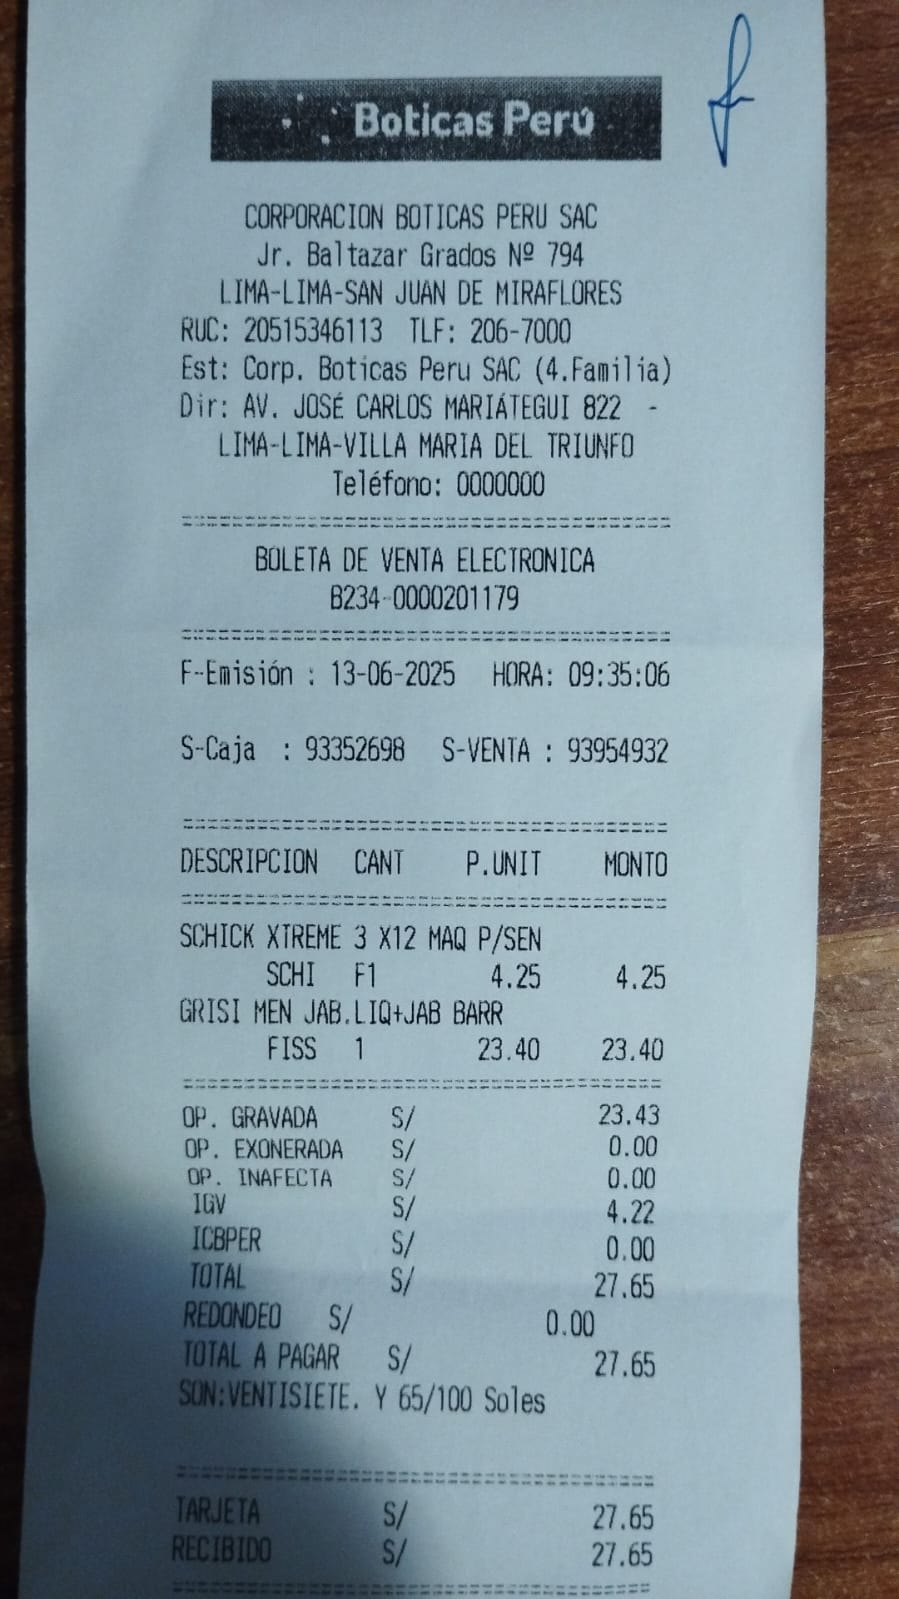 Boticas Perú
CORPORACION BOTICAS PERU SAC
Jr. Baltazar Grados Nº 794
LIMA-LIMA-SAN JUAN DE MIRAFLORES
RUC: 20515346113 TLF: 206-7000
Est: Corp. Boticas Peru SAC (4.Familia)
Dir: AV. JOSÉ CARLOS MARIÁTEGUI 822 -
LIMA-LIMA-VILLA MARIA DEL TRIUNFO
Teléfono: 0000000
BOLETA DE VENTA ELECTRONICA
B234-0000201179
F-Emisión : 13-06-2025 HORA: 09:35:06
S-Caja : 93352698 S-VENTA : 93954932
DESCRIPCION CANT P.UNIT MONTO
SCHICK XTREME 3 X12 MAQ P/SEN
SCHI F1 4.25 4.25
GRISI MEN JAB.LIQ+JAB BARR
FISS 1 23.40 23.40
OP. GRAVADA S/ 23.43
OP. EXONERADA S/ 0.00
OP. INAFECTA S/ 0.00
IGV S/ 4.22
ICBPER S/ 0.00
TOTAL S/ 27.65
REDONDEO S/ 0.00
TOTAL A PAGAR S/ 27.65
SON:VENTISIETE. Y 65/100 Soles
TARJETA S/ 27.65
RECIBIDO S/ 27.65